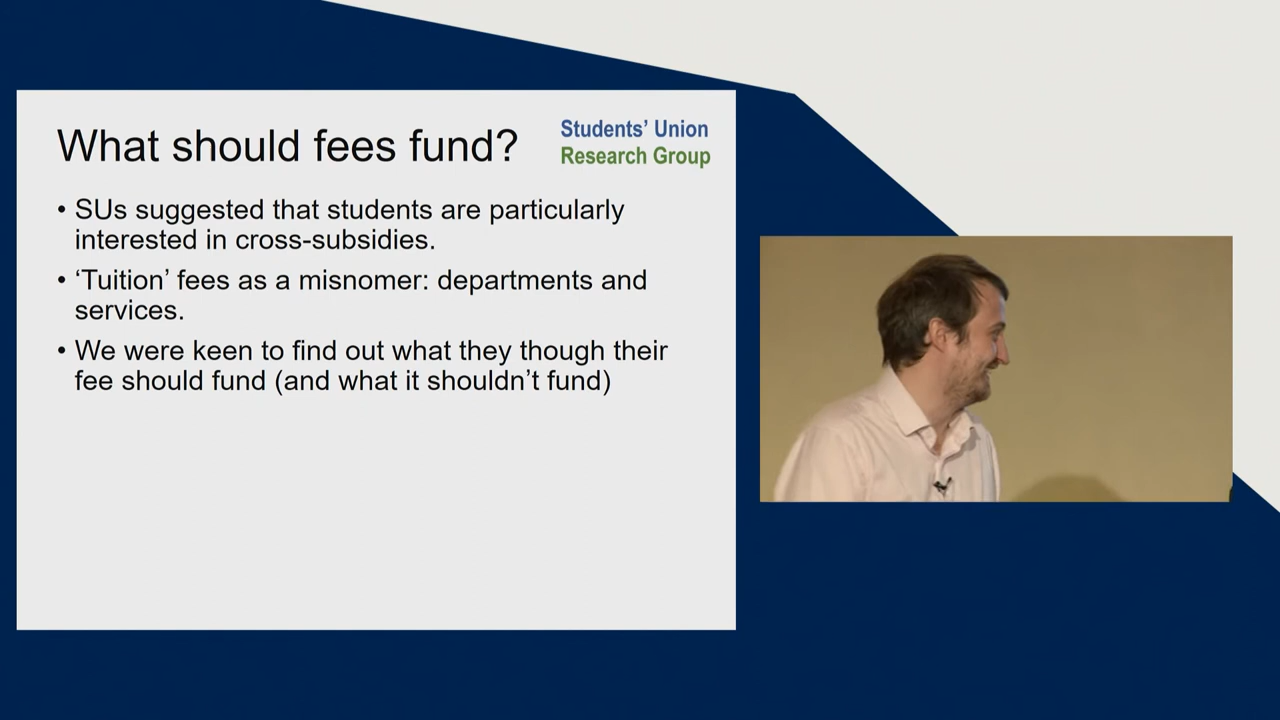 What should fees fund?
Students’ Union
Research Group
• SUs suggested that students are particularly
interested in cross-subsidies.
• ‘Tuition’ fees as a misnomer: departments and
services.
• We were keen to find out what they though their
fee should fund (and what it shouldn’t fund)